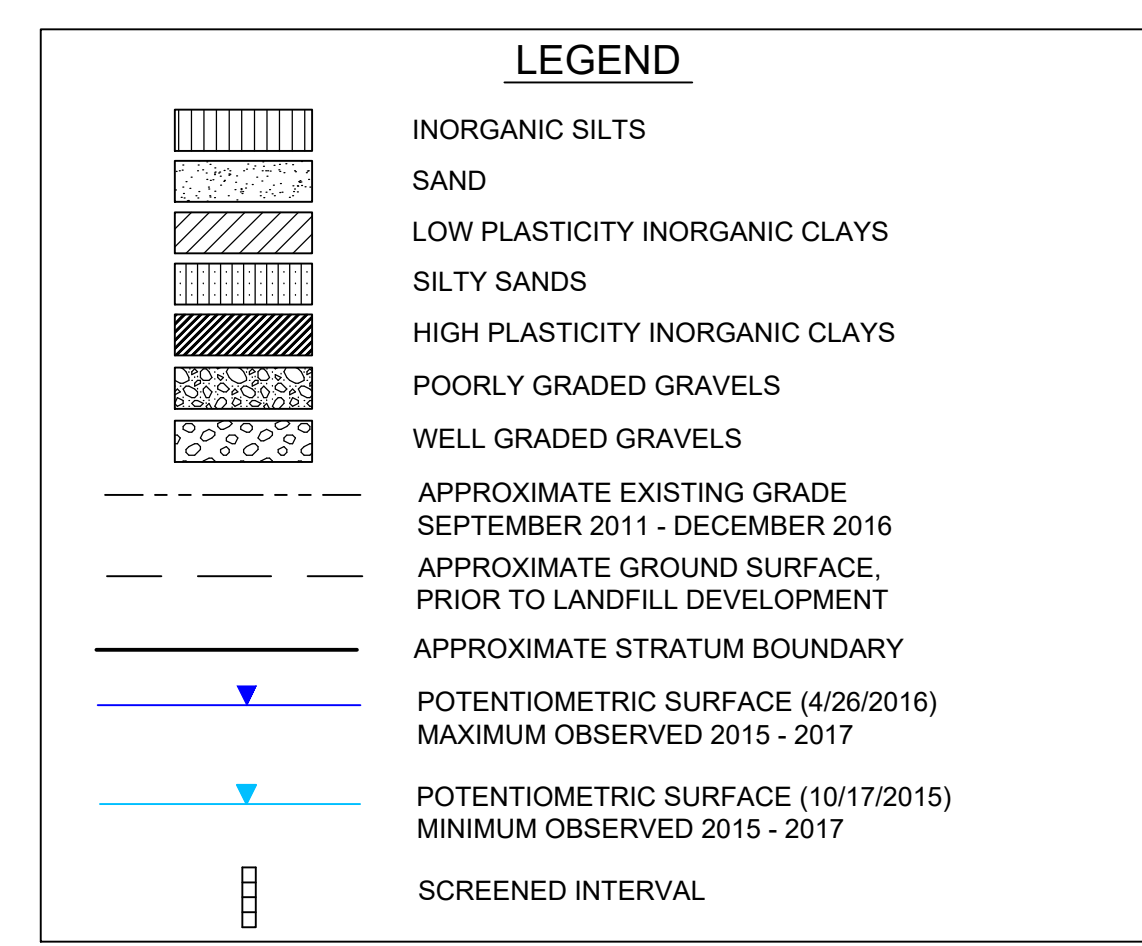 LEGEND
INORGANIC SILTS
SAND
LOW PLASTICITY INORGANIC CLAYS
SILTY SANDS
HIGH PLASTICITY INORGANIC CLAYS
POORLY GRADED GRAVELS
WELL GRADED GRAVELS
APPROXIMATE EXISTING GRADE
SEPTEMBER 2011 - DECEMBER 2016
APPROXIMATE GROUND SURFACE,
PRIOR TO LANDFILL DEVELOPMENT
APPROXIMATE STRATUM BOUNDARY
POTENTIOMETRIC SURFACE (4/26/2016)
MAXIMUM OBSERVED 2015 - 2017
POTENTIOMETRIC SURFACE (10/17/2015)
MINIMUM OBSERVED 2015 - 2017
SCREENED INTERVAL